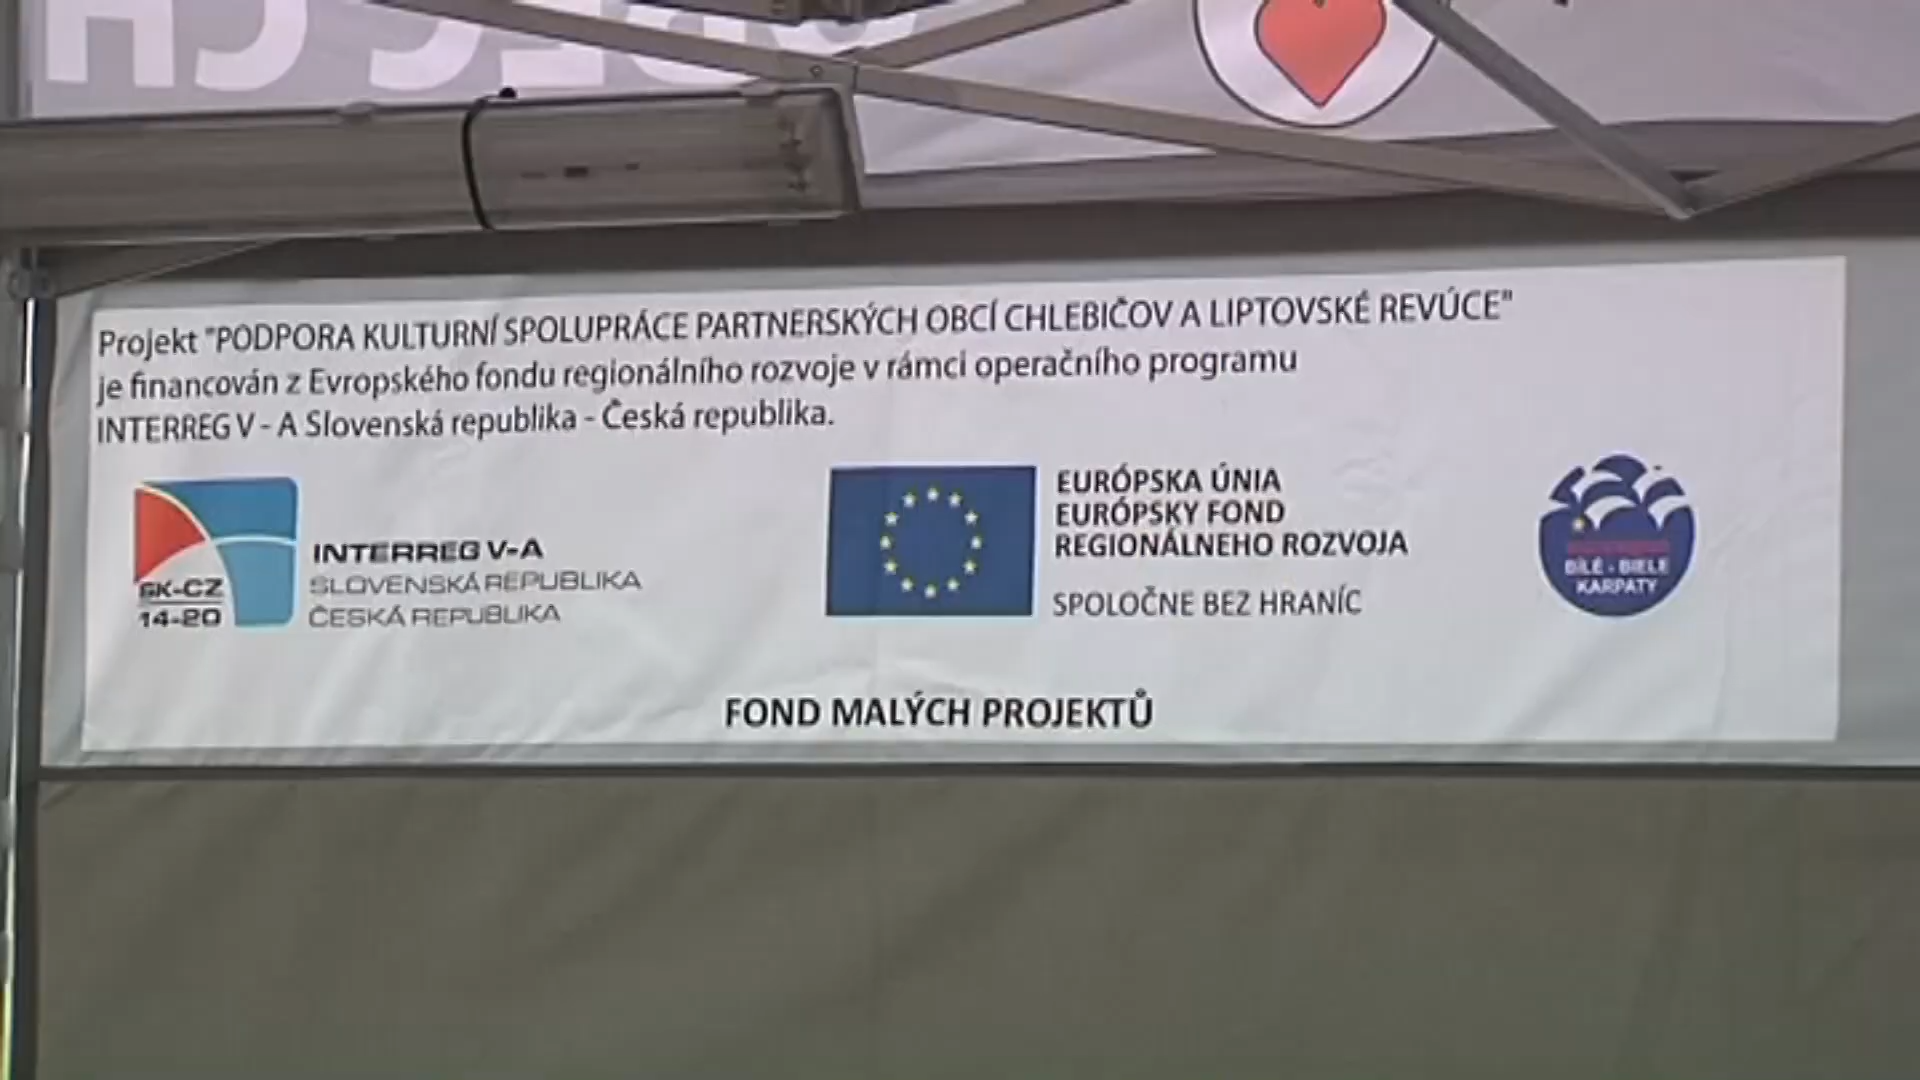 Projekt "PODPORA KULTURNÍ SPOLUPRÁCE PARTNERSKÝCH OBCÍ CHLEBIČOV A LIPTOVSKÉ REVÚCE"
je financován z Evropského fondu regionálního rozvoje v rámci operačního programu
INTERREG V - A Slovenská republika - Česká republika.
SK-CZ
14-20
INTERREG V-A
SLOVENSKÁ REPUBLIKA
ČESKÁ REPUBLIKA
EURÓPSKA ÚNIA
EURÓPSKY FOND
REGIONÁLNEHO ROZVOJA
SPOLOČNE BEZ HRANÍC
BÍLÉ - BIELE
KARPATY
FOND MALÝCH PROJEKTŮ